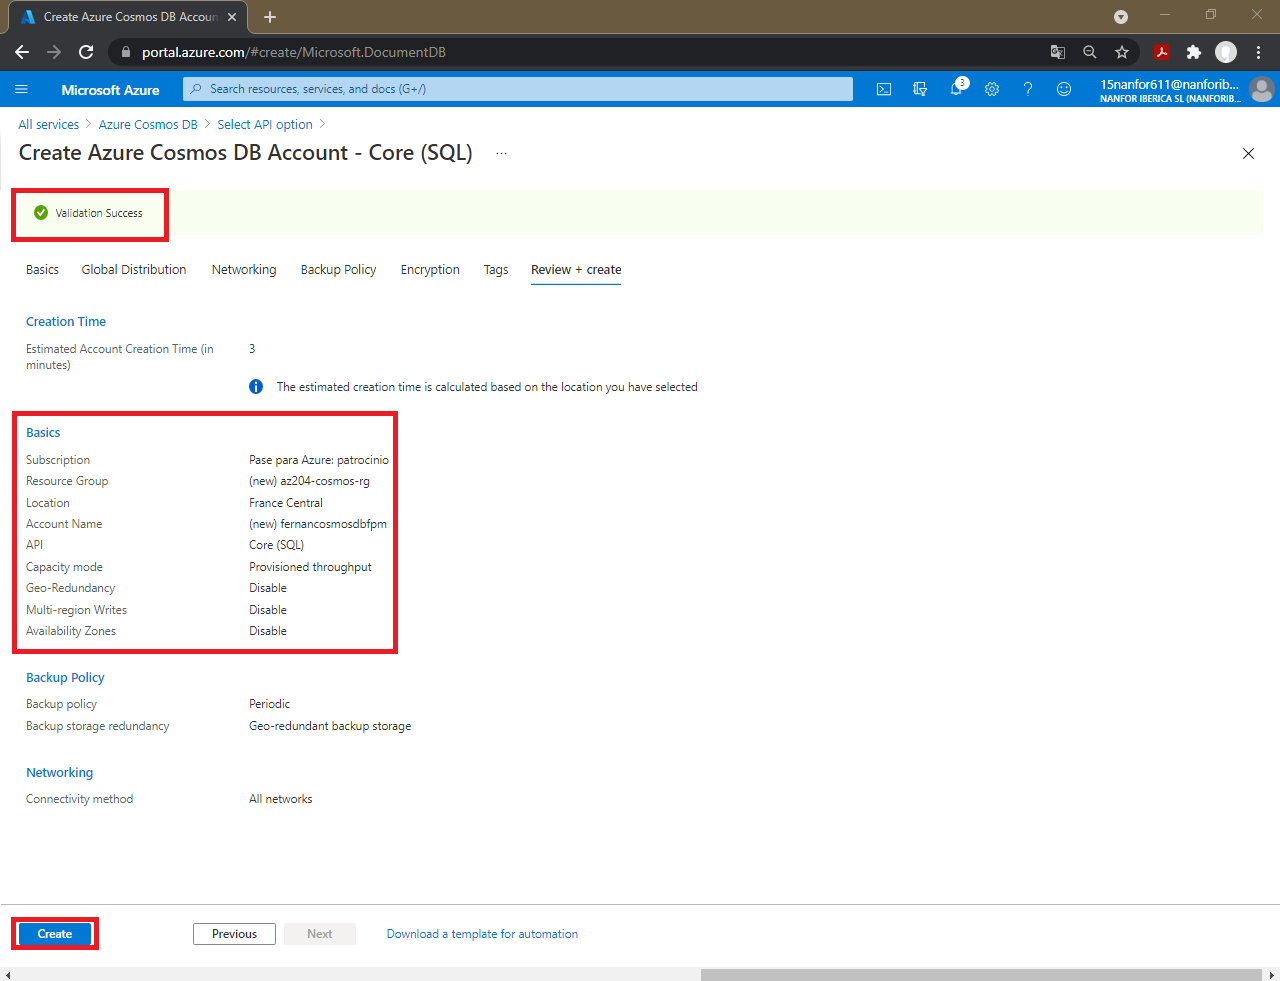 Create Azure Cosmos DB Accoun
portal.azure.com/#create/Microsoft.DocumentDB
Microsoft Azure
Search resources, services, and docs (G+/)
3
15nanfor611@nanforib...
NANFOR IBERICA SL (NANFORIB...
All services > Azure Cosmos DB > Select API option >
Create Azure Cosmos DB Account - Core (SQL) ...
Validation Success
Basics Global Distribution Networking Backup Policy Encryption Tags Review + create
Creation Time
Estimated Account Creation Time (in minutes) 3
The estimated creation time is calculated based on the location you have selected
Basics
Subscription Pase para Azure: patrocinio
Resource Group (new) az204-cosmos-rg
Location France Central
Account Name (new) fernancosmosdbfpm
API Core (SQL)
Capacity mode Provisioned throughput
Geo-Redundancy Disable
Multi-region Writes Disable
Availability Zones Disable
Backup Policy
Backup policy Periodic
Backup storage redundancy Geo-redundant backup storage
Networking
Connectivity method All networks
Create Previous Next Download a template for automation